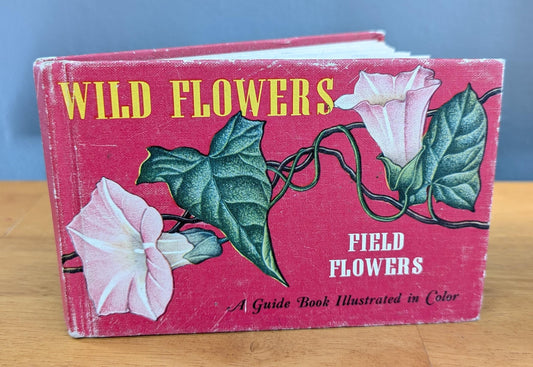 WILD FLOWERS
FIELD
FLOWERS
A Guide Book Illustrated in Color